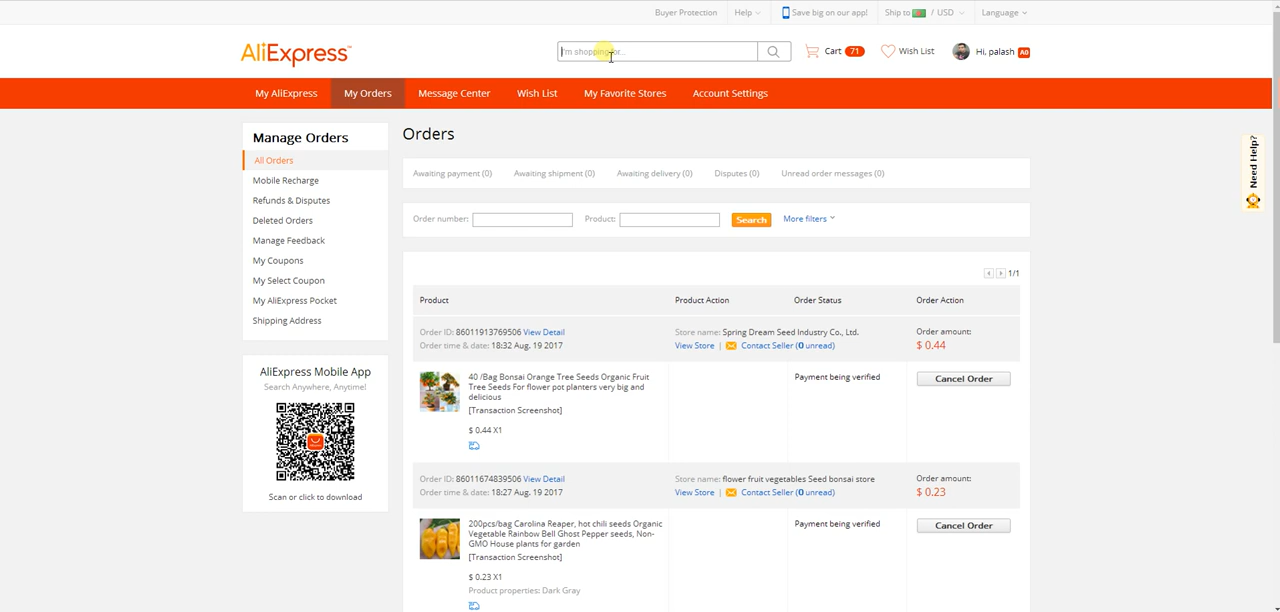 Buyer Protection Help Save big on our app! Ship to / USD Language
AliExpress
I'm shopping for... Cart 71 Wish List Hi, palash A0
My AliExpress My Orders Message Center Wish List My Favorite Stores Account Settings
Manage Orders
All Orders
Mobile Recharge
Refunds & Disputes
Deleted Orders
Manage Feedback
My Coupons
My Select Coupon
My AliExpress Pocket
Shipping Address
AliExpress Mobile App
Search Anywhere, Anytime!
Scan or click to download
Orders
Awaiting payment (0) Awaiting shipment (0) Awaiting delivery (0) Disputes (0) Unread order messages (0)
Order number: Product: Search More filters
1/1
Product Product Action Order Status Order Action
Order ID: 86011913769506 View Detail Store name: Spring Dream Seed Industry Co., Ltd. Order amount:
Order time & date: 18:32 Aug. 19 2017 View Store | Contact Seller (0 unread) $ 0.44
40 /Bag Bonsai Orange Tree Seeds Organic Fruit Payment being verified Cancel Order
Tree Seeds For flower pot planters very big and
delicious
[Transaction Screenshot]
$ 0.44 X1
Order ID: 86011674839506 View Detail Store name: flower fruit vegetables Seed bonsai store Order amount:
Order time & date: 18:27 Aug. 19 2017 View Store | Contact Seller (0 unread) $ 0.23
200pcs/bag Carolina Reaper, hot chili seeds Organic Payment being verified Cancel Order
Vegetable Rainbow Bell Ghost Pepper seeds, Non-
GMO House plants for garden
[Transaction Screenshot]
$ 0.23 X1
Product properties: Dark Gray
Need Help?